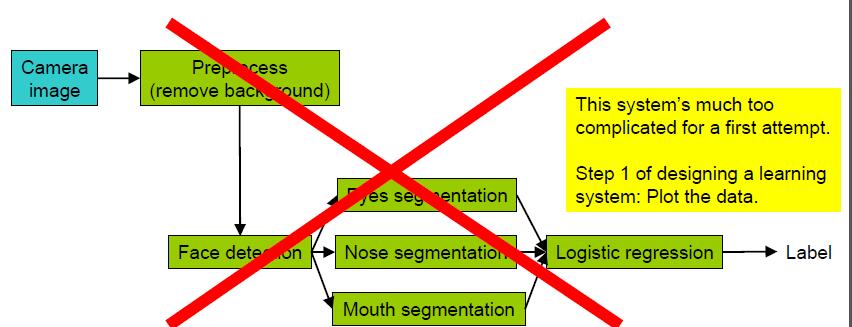 Camera
image
Preprocess
(remove background)
This system's much too
complicated for a first attempt.
Step 1 of designing a learning
system: Plot the data.
Eyes segmentation
Face detection
Nose segmentation
Logistic regression
Label
Mouth segmentation